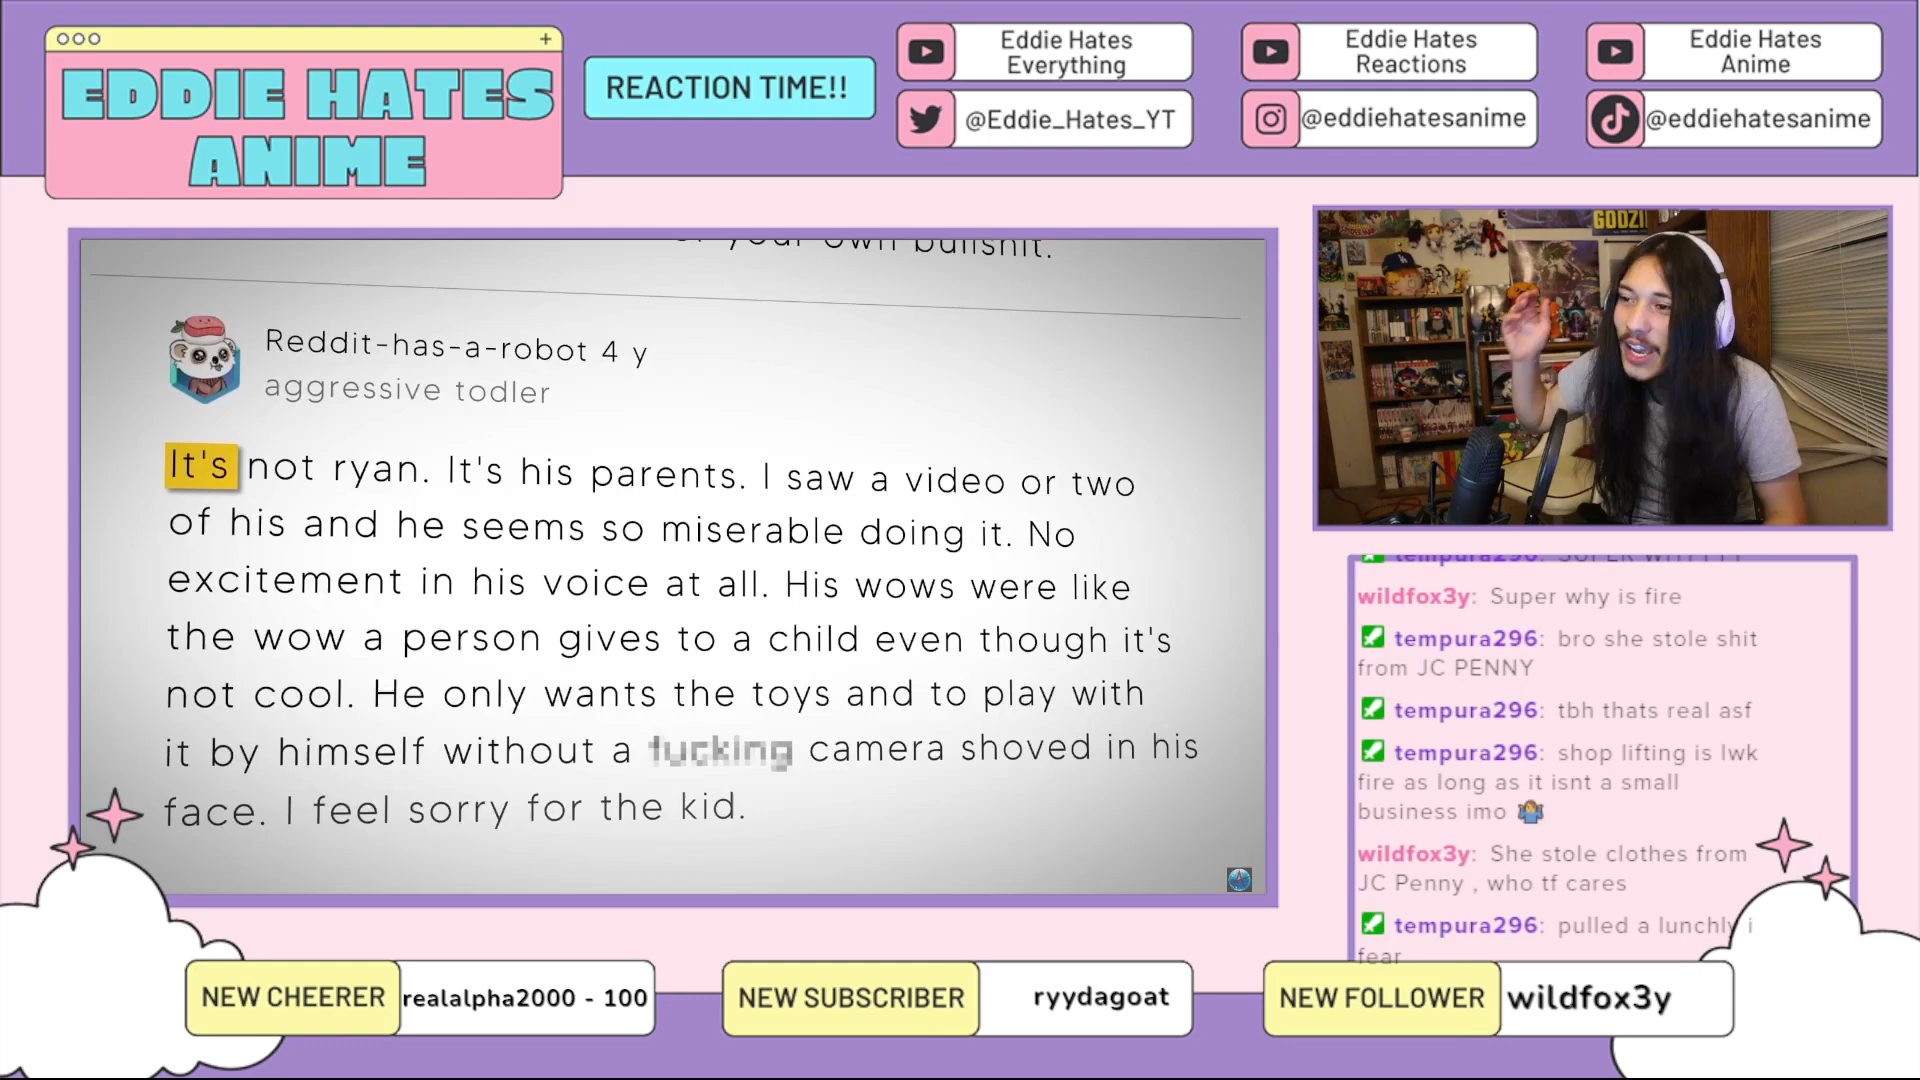 EDDIE HATES
ANIME
REACTION TIME!!
Eddie Hates
Everything
@Eddie_Hates_YT
Eddie Hates
Reactions
@eddiehatesanime
Eddie Hates
Anime
@eddiehatesanime
your own bullshit.
Reddit-has-a-robot 4 y
aggressive todler
It's not ryan. It's his parents. I saw a video or two
of his and he seems so miserable doing it. No
excitement in his voice at all. His wows were like
the wow a person gives to a child even though it's
not cool. He only wants the toys and to play with
it by himself without a fucking camera shoved in his
face. I feel sorry for the kid.
GODZI
tempura296:
wildfox3y: Super why is fire
tempura296: bro she stole shit
from JC PENNY
tempura296: tbh thats real asf
tempura296: shop lifting is lwk
fire as long as it isnt a small
business imo
wildfox3y: She stole clothes from
JC Penny , who tf cares
tempura296: pulled a lunchly i
fear
NEW CHEERER realalpha2000 - 100
NEW SUBSCRIBER ryydagoat
NEW FOLLOWER wildfox3y